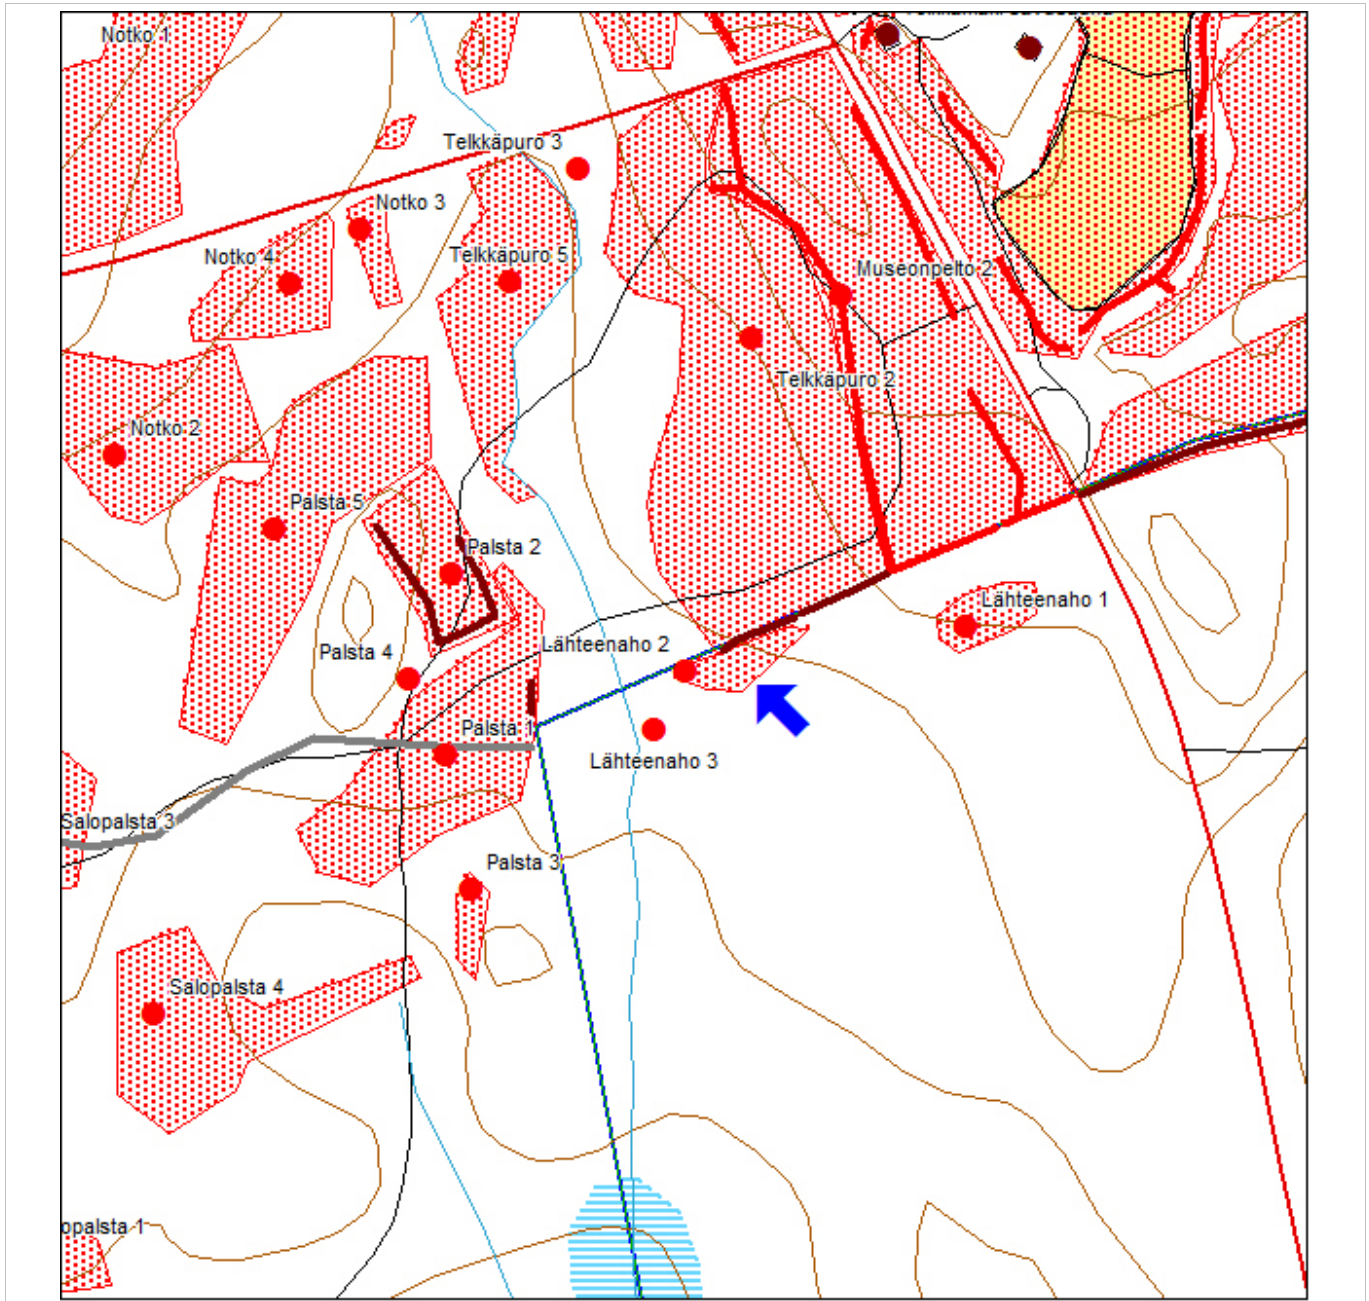 Notko 1
Telkkäpuro 3
Notko 3
Notko 4
Telkkäpuro 5
Museonpelto 2
Telkkäpuro 2
Notko 2
Palsta 5
Palsta 2
Lähteenaho 1
Palsta 4
Lähteenaho 2
Palsta 1
Lähteenaho 3
Salopalsta 3
Palsta 3
Salopalsta 4
opalsta 1